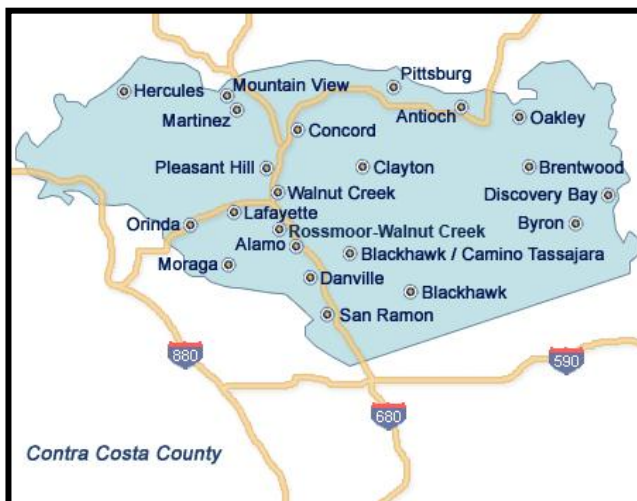 Pittsburg
Hercules
Mountain View
Martinez
Antioch
Oakley
Concord
Pleasant Hill
Clayton
Brentwood
Walnut Creek
Discovery Bay
Lafayette
Orinda
Rossmoor-Walnut Creek
Byron
Alamo
Blackhawk / Camino Tassajara
Moraga
Danville
Blackhawk
San Ramon
880
590
680
Contra Costa County